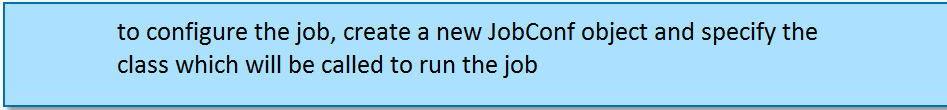 to configure the job, create a new JobConf object and specify the
class which will be called to run the job